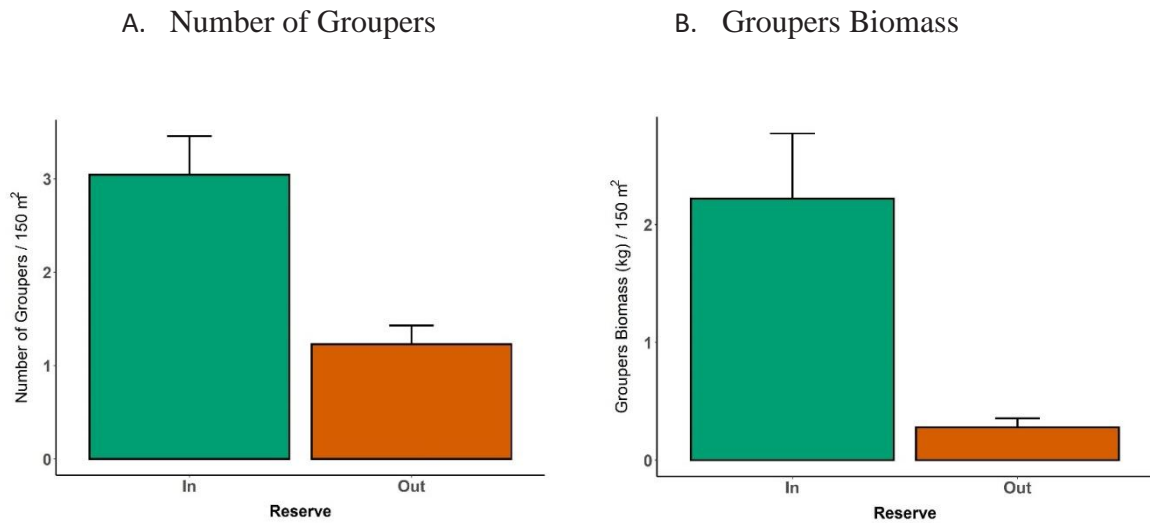 A. Number of Groupers
B. Groupers Biomass
Number of Groupers / 150 m²
3
2
1
0
In
Out
Reserve
Groupers Biomass (kg) / 150 m²
2
1
0
In
Out
Reserve